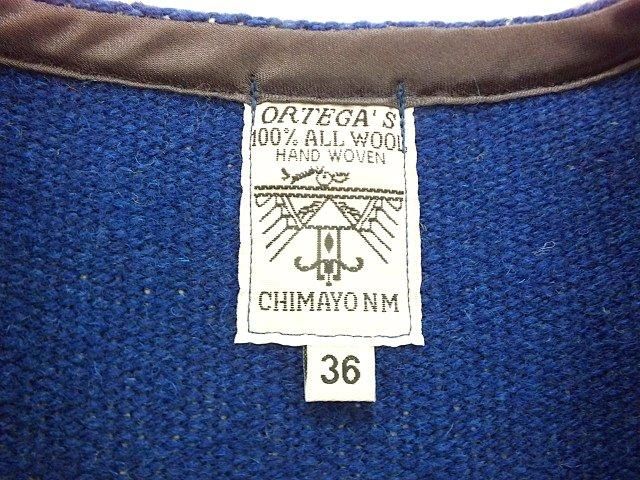 ORTEGA'S
100% ALL WOOL
HAND WOVEN
CHIMAYO NM
36